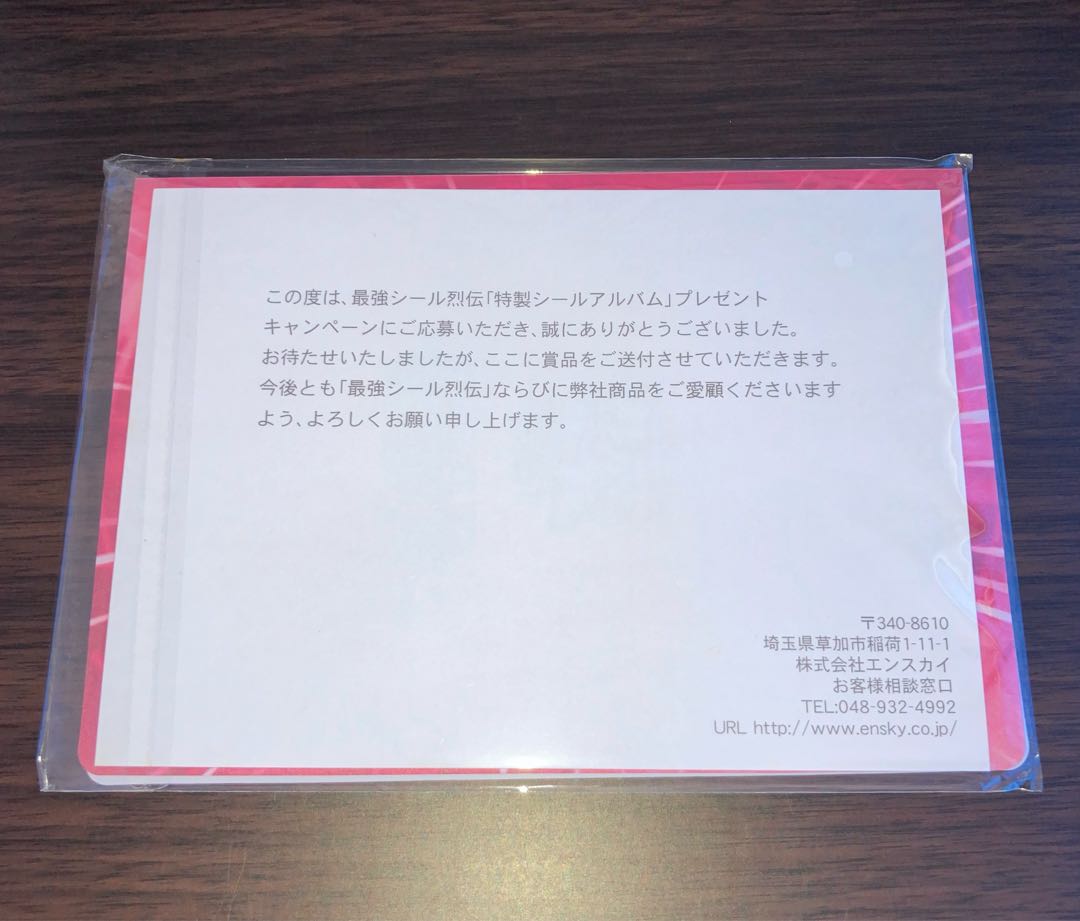 この度は、最強シール烈伝「特製シールアルバム」プレゼント
キャンペーンにご応募いただき、誠にありがとうございました。
お待たせいたしましたが、ここに賞品をご送付させていただきます。
今後とも「最強シール烈伝」ならびに弊社商品をご愛顧くださいます
よう、よろしくお願い申し上げます。
〒340-8610
埼玉県草加市稲荷1-11-1
株式会社エンスカイ
お客様相談窓口
TEL:048-932-4992
URL http://www.ensky.co.jp/